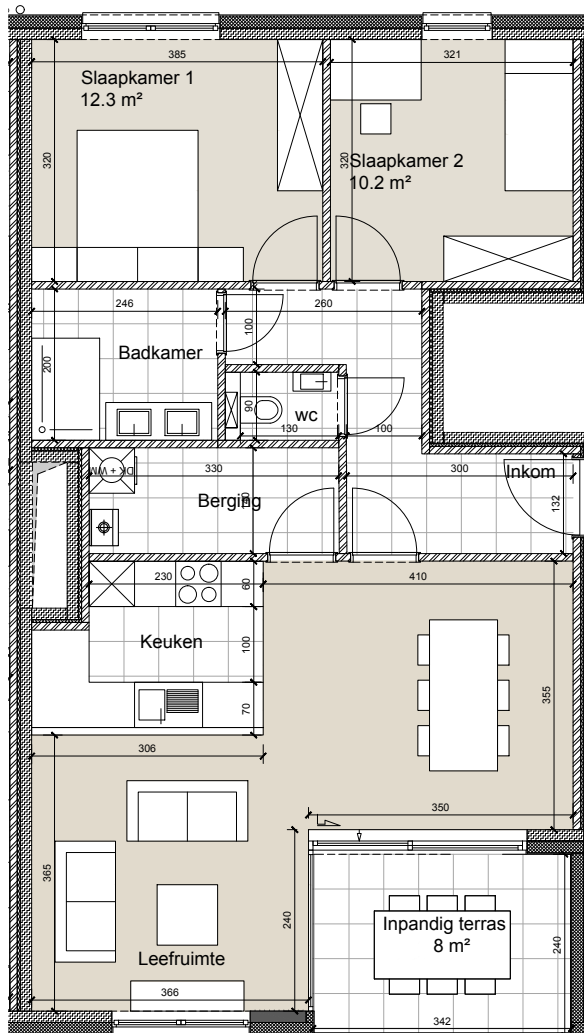 385
321
Slaapkamer 1
12.3 m²
320
Slaapkamer 2
10.2 m²
320
246
260
100
Badkamer
200
90
wc
130
100
DK + WM
330
300
Inkom
Berging
132
230
60
410
Keuken
100
355
70
306
350
365
240
Inpandig terras
8 m²
240
Leefruimte
366
342